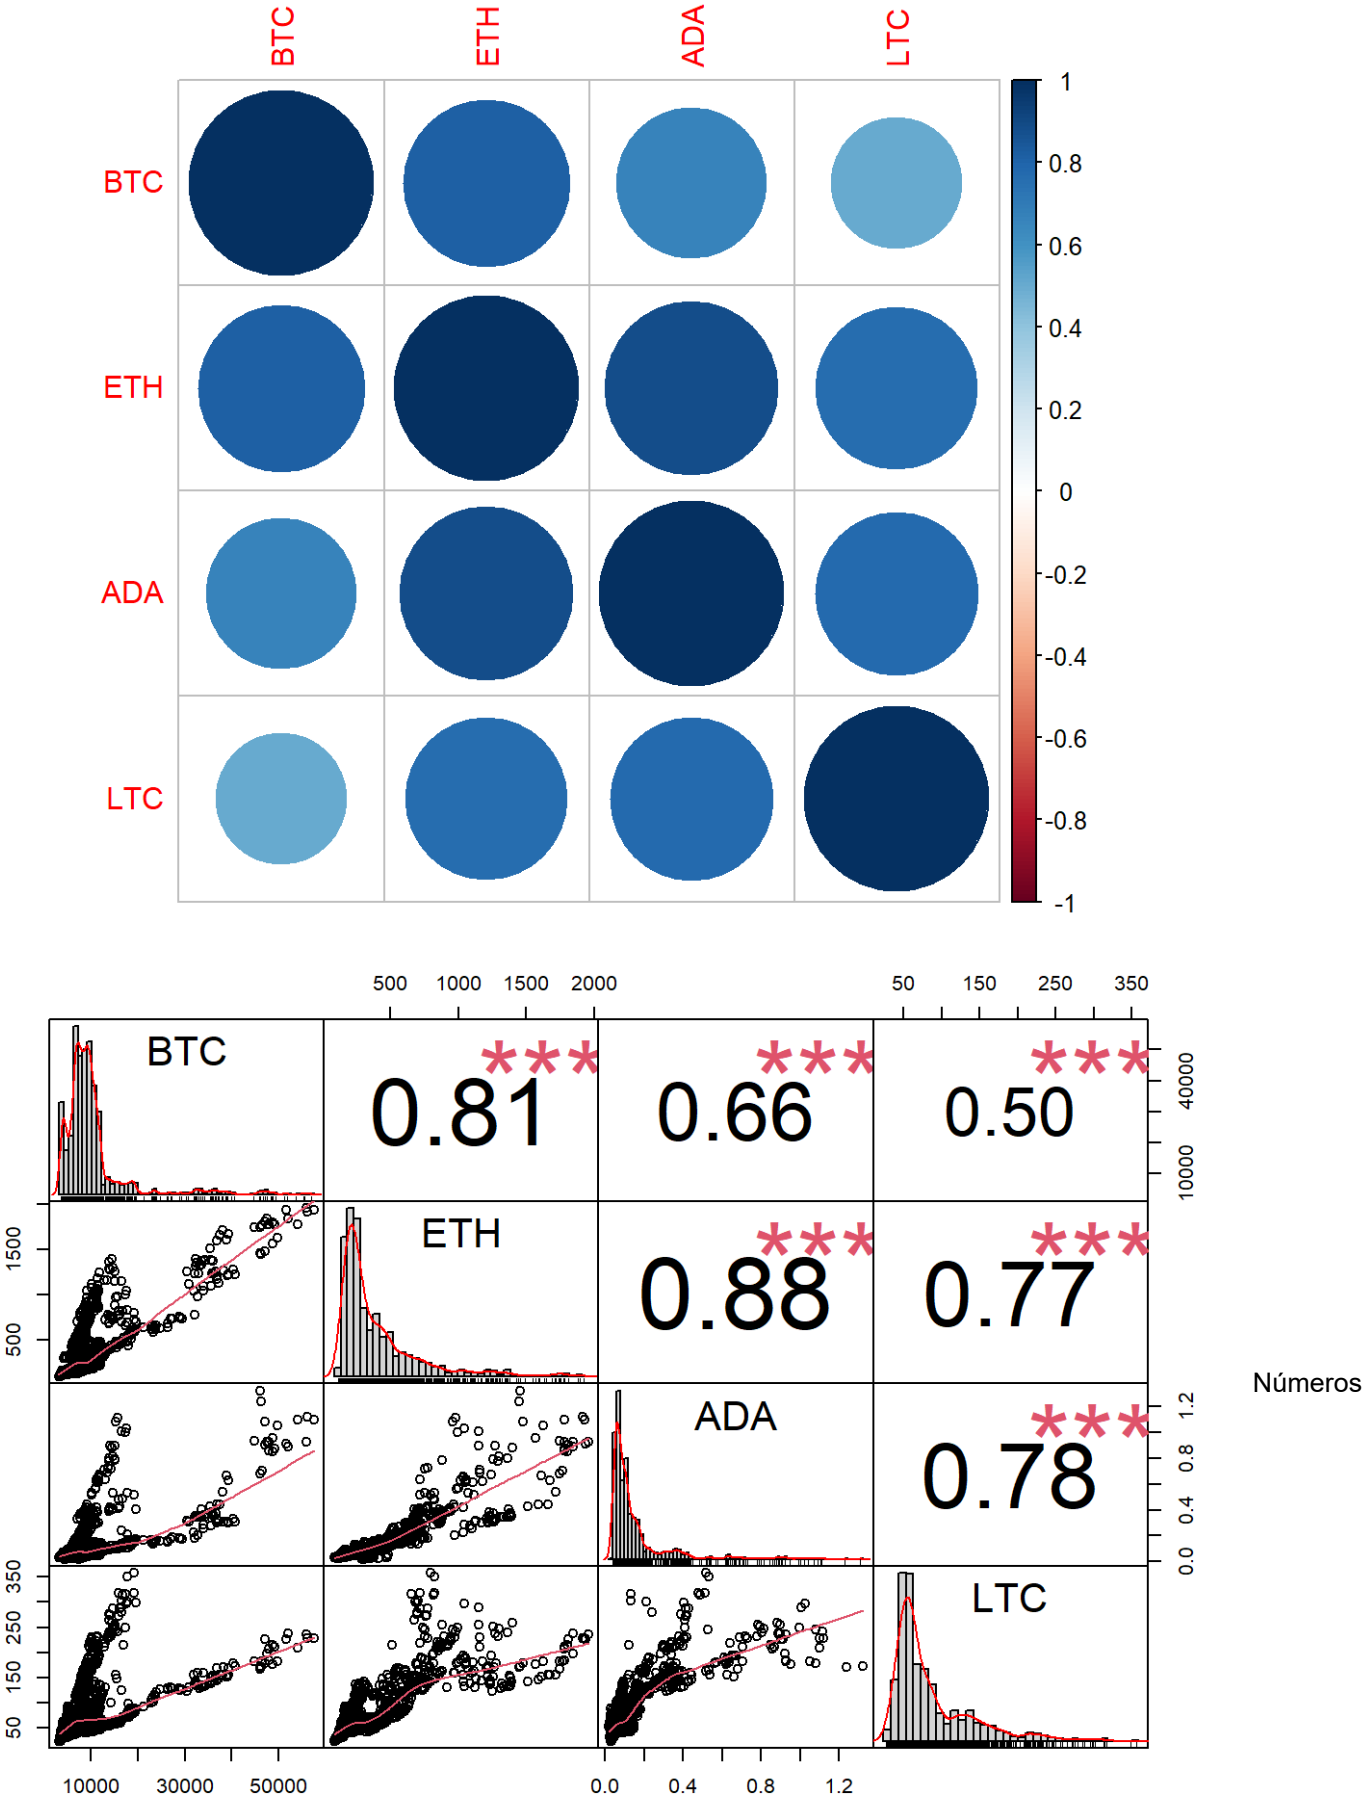 BTC ETH ADA LTC
1
BTC
0.8
0.6
ETH
0.4
0.2
0
ADA
-0.2
-0.4
-0.6
LTC
-0.8
-1
500 1000 1500 2000 50 150 250 350
BTC *** 0.81 *** 0.66 *** 0.50
10000 40000
500 1500
ETH *** 0.88 *** 0.77
Números
ADA *** 0.78
0.0 0.4 0.8 1.2
50 150 250 350
LTC
10000 30000 50000 0.0 0.4 0.8 1.2